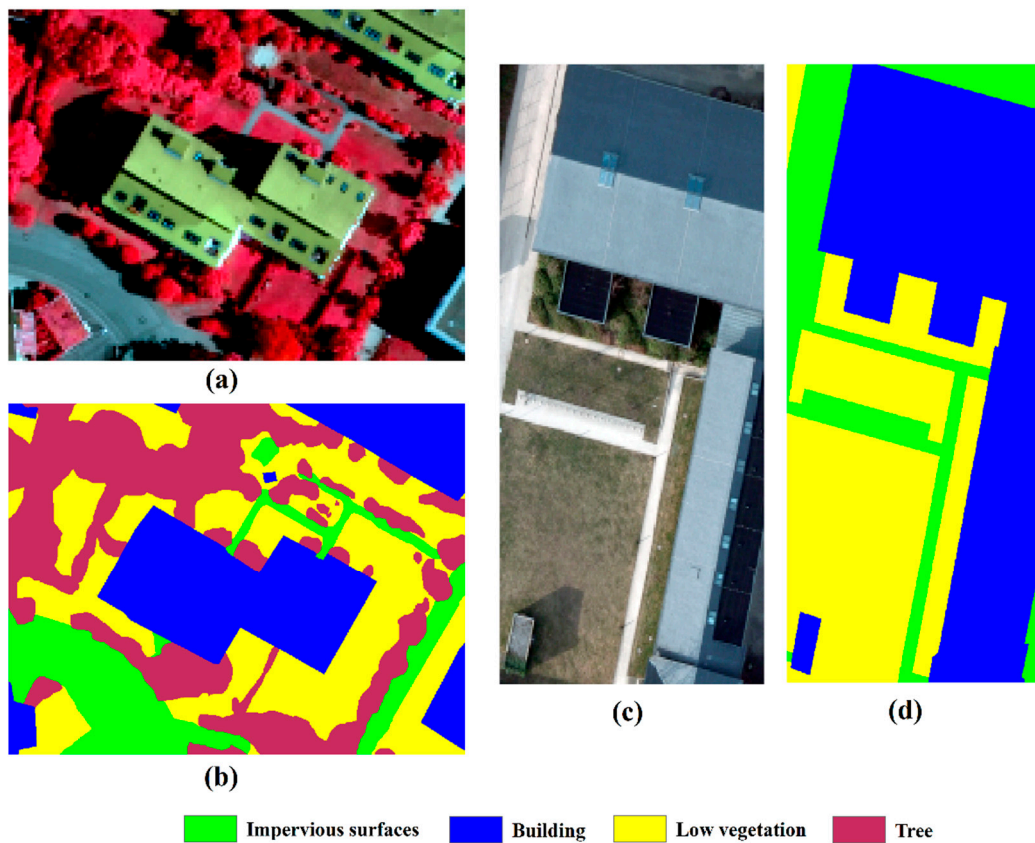 (a)
(b)
(c)
(d)
Impervious surfaces
Building
Low vegetation
Tree